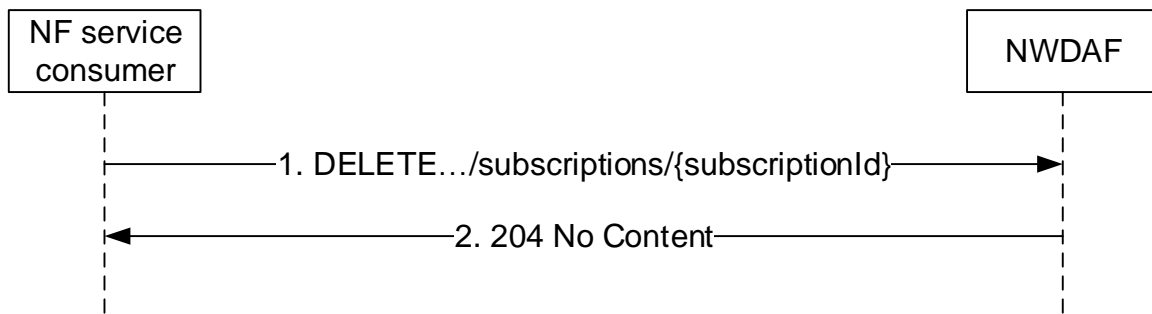 NF service
consumer
NWDAF
1. DELETE…/subscriptions/{subscriptionId}
2. 204 No Content